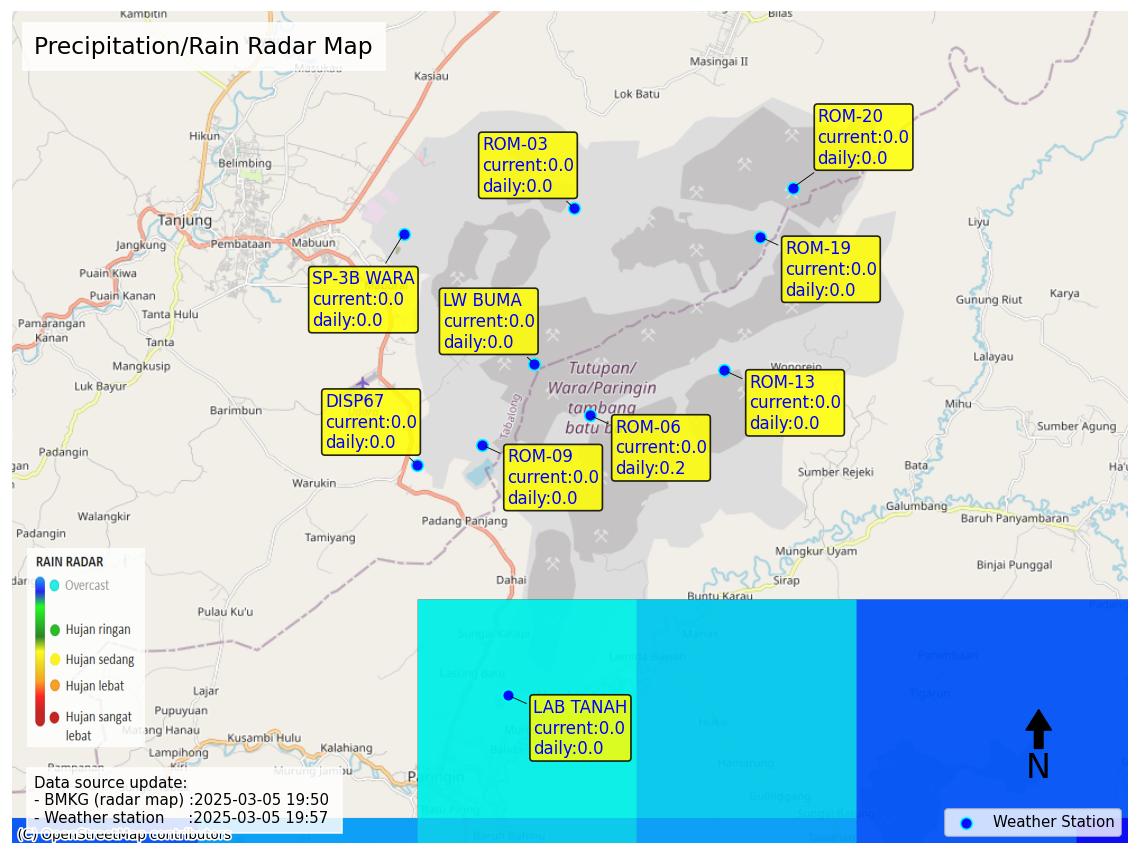 Kambitin
Bilas
Precipitation/Rain Radar Map
Masukau
Kasiau
Masingai II
Lok Batu
Hikun
Belimbing
ROM-03
current:0.0
daily:0.0
ROM-20
current:0.0
daily:0.0
Tanjung
Jangkung
Pembataan
Mabuun
Liyu
ROM-19
current:0.0
daily:0.0
Puain Kiwa
Puain Kanan
SP-3B WARA
current:0.0
daily:0.0
LW BUMA
current:0.0
daily:0.0
Gunung Riut
Karya
Tanta Hulu
Pamarangan
Kanan
Tanta
Mangkusip
Luk Bayur
Lalayau
Wonorejo
Tutupan/
Wara/Paringin
tambang
batu b
ROM-13
current:0.0
daily:0.0
Tabalong
DISP67
current:0.0
daily:0.0
Barimbun
Mihu
Sumber Agung
ROM-06
current:0.0
daily:0.2
Padangin
ROM-09
current:0.0
daily:0.0
gan
Warukin
Sumber Rejeki
Bata
Ha'u
Galumbang
Baruh Panyambaran
Walangkir
Padangin
Tamiyang
Padang Panjang
Mungkur Uyam
Binjai Punggal
Dahai
Sirap
Buntu Karau
RAIN RADAR
Overcast
Hujan ringan
Hujan sedang
Hujan lebat
Hujan sangat
lebat
Pulau Ku'u
Sungai Karapi
Lasung Batu
Lajar
Pupuyuan
Matang Hanau
Lampihong
Kusambi Hulu
Kalahiang
Murung Jambu
Paringin
LAB TANAH
current:0.0
daily:0.0
N
Data source update:
- BMKG (radar map) :2025-03-05 19:50
- Weather station :2025-03-05 19:57
(C) OpenStreetMap contributors
Weather Station